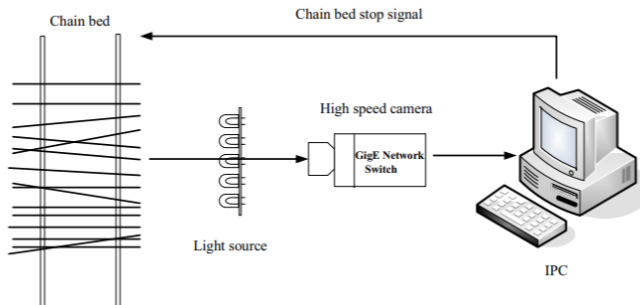 Chain bed stop signal
Chain bed
High speed camera
GigE Network
Switch
Light source
IPC